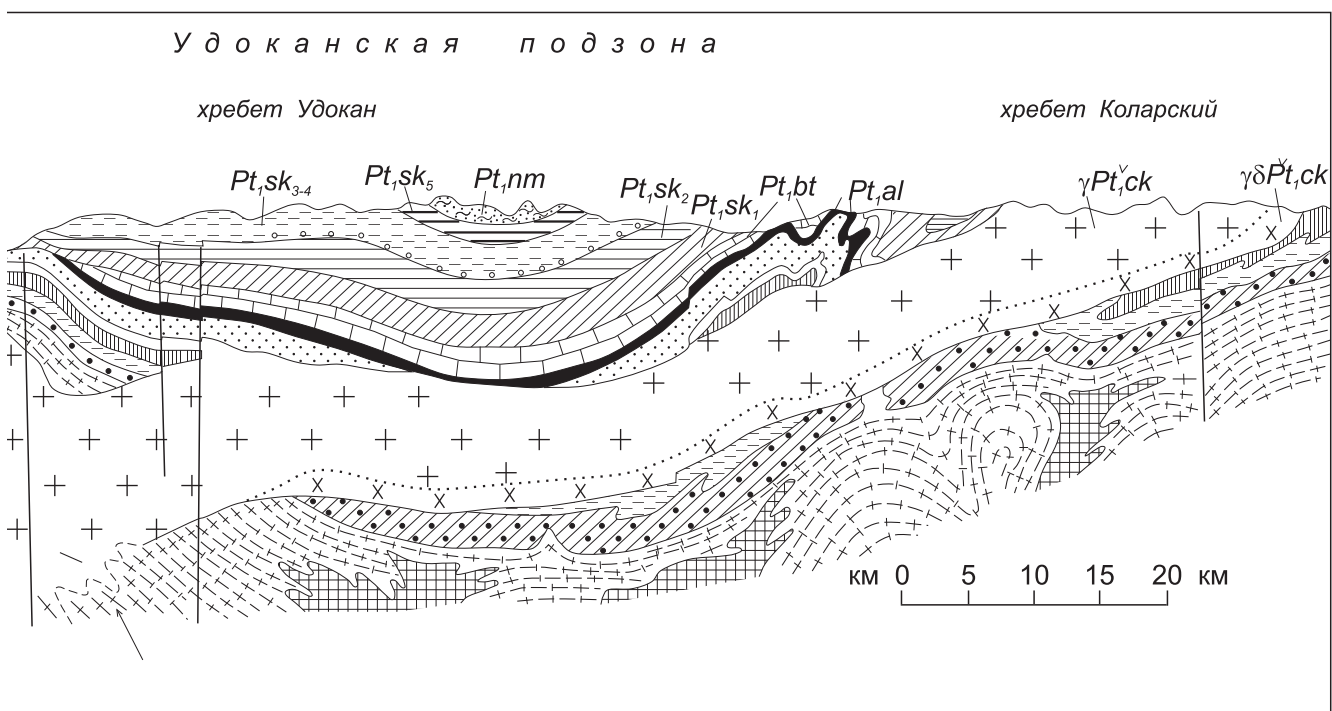 Удоканская подзона
хребет Удокан
хребет Коларский
Pt₁sk₃₋₄
Pt₁sk₅
Pt₁nm
Pt₁sk₂
Pt₁sk₁
Pt₁bt
Pt₁al
γPt₁ck
γδPt₁ck
км 0 5 10 15 20 км